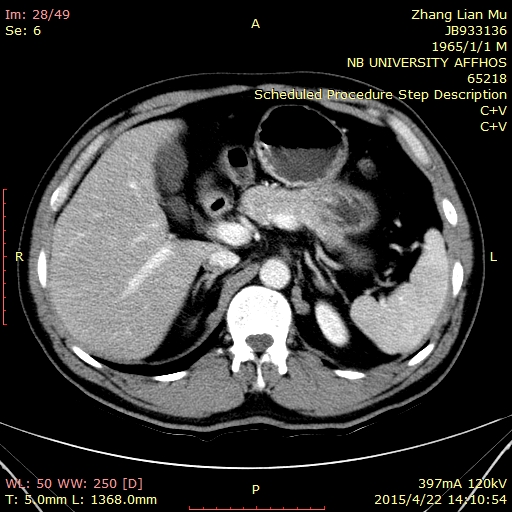 Im: 28/49
Se: 6
A
Zhang Lian Mu
JB933136
1965/1/1 M
NB UNIVERSITY AFFHOS
65218
Scheduled Procedure Step Description
C+V
C+V
R
L
WL: 50 WW: 250 [D]
T: 5.0mm L: 1368.0mm
P
397mA 120kV
2015/4/22 14:10:54